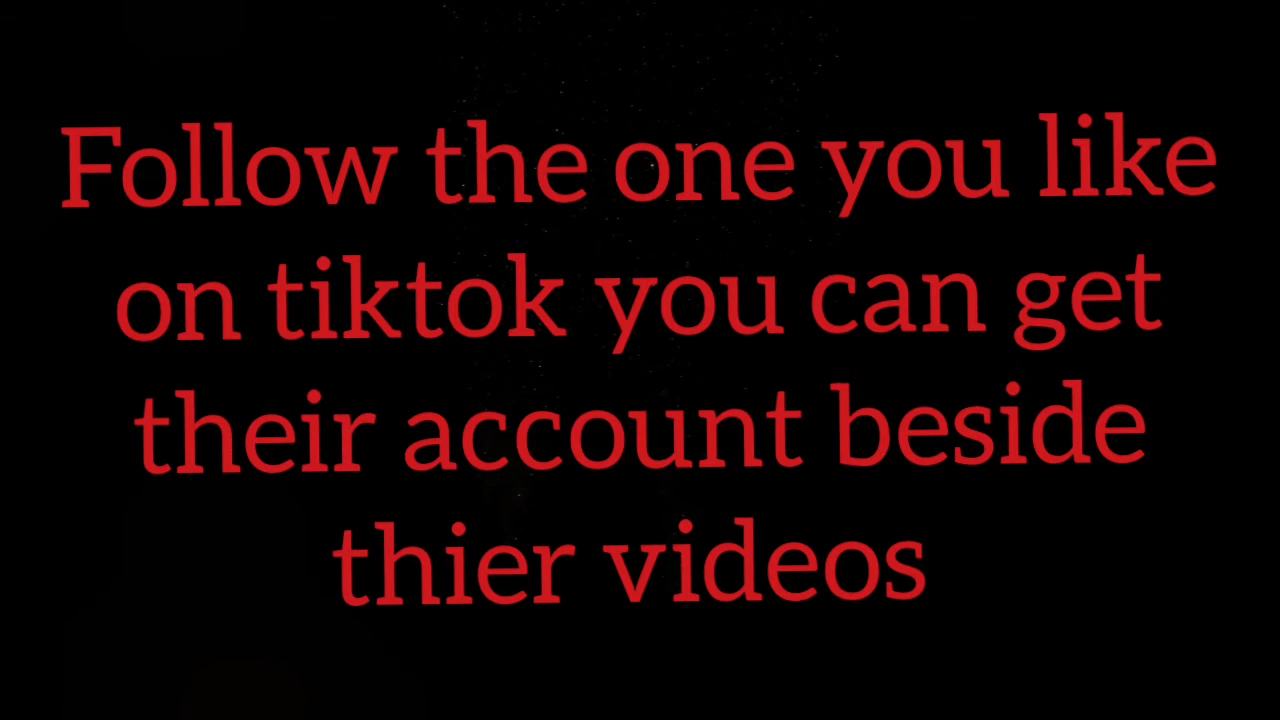 Follow the one you like
on tiktok you can get
their account beside
thier videos